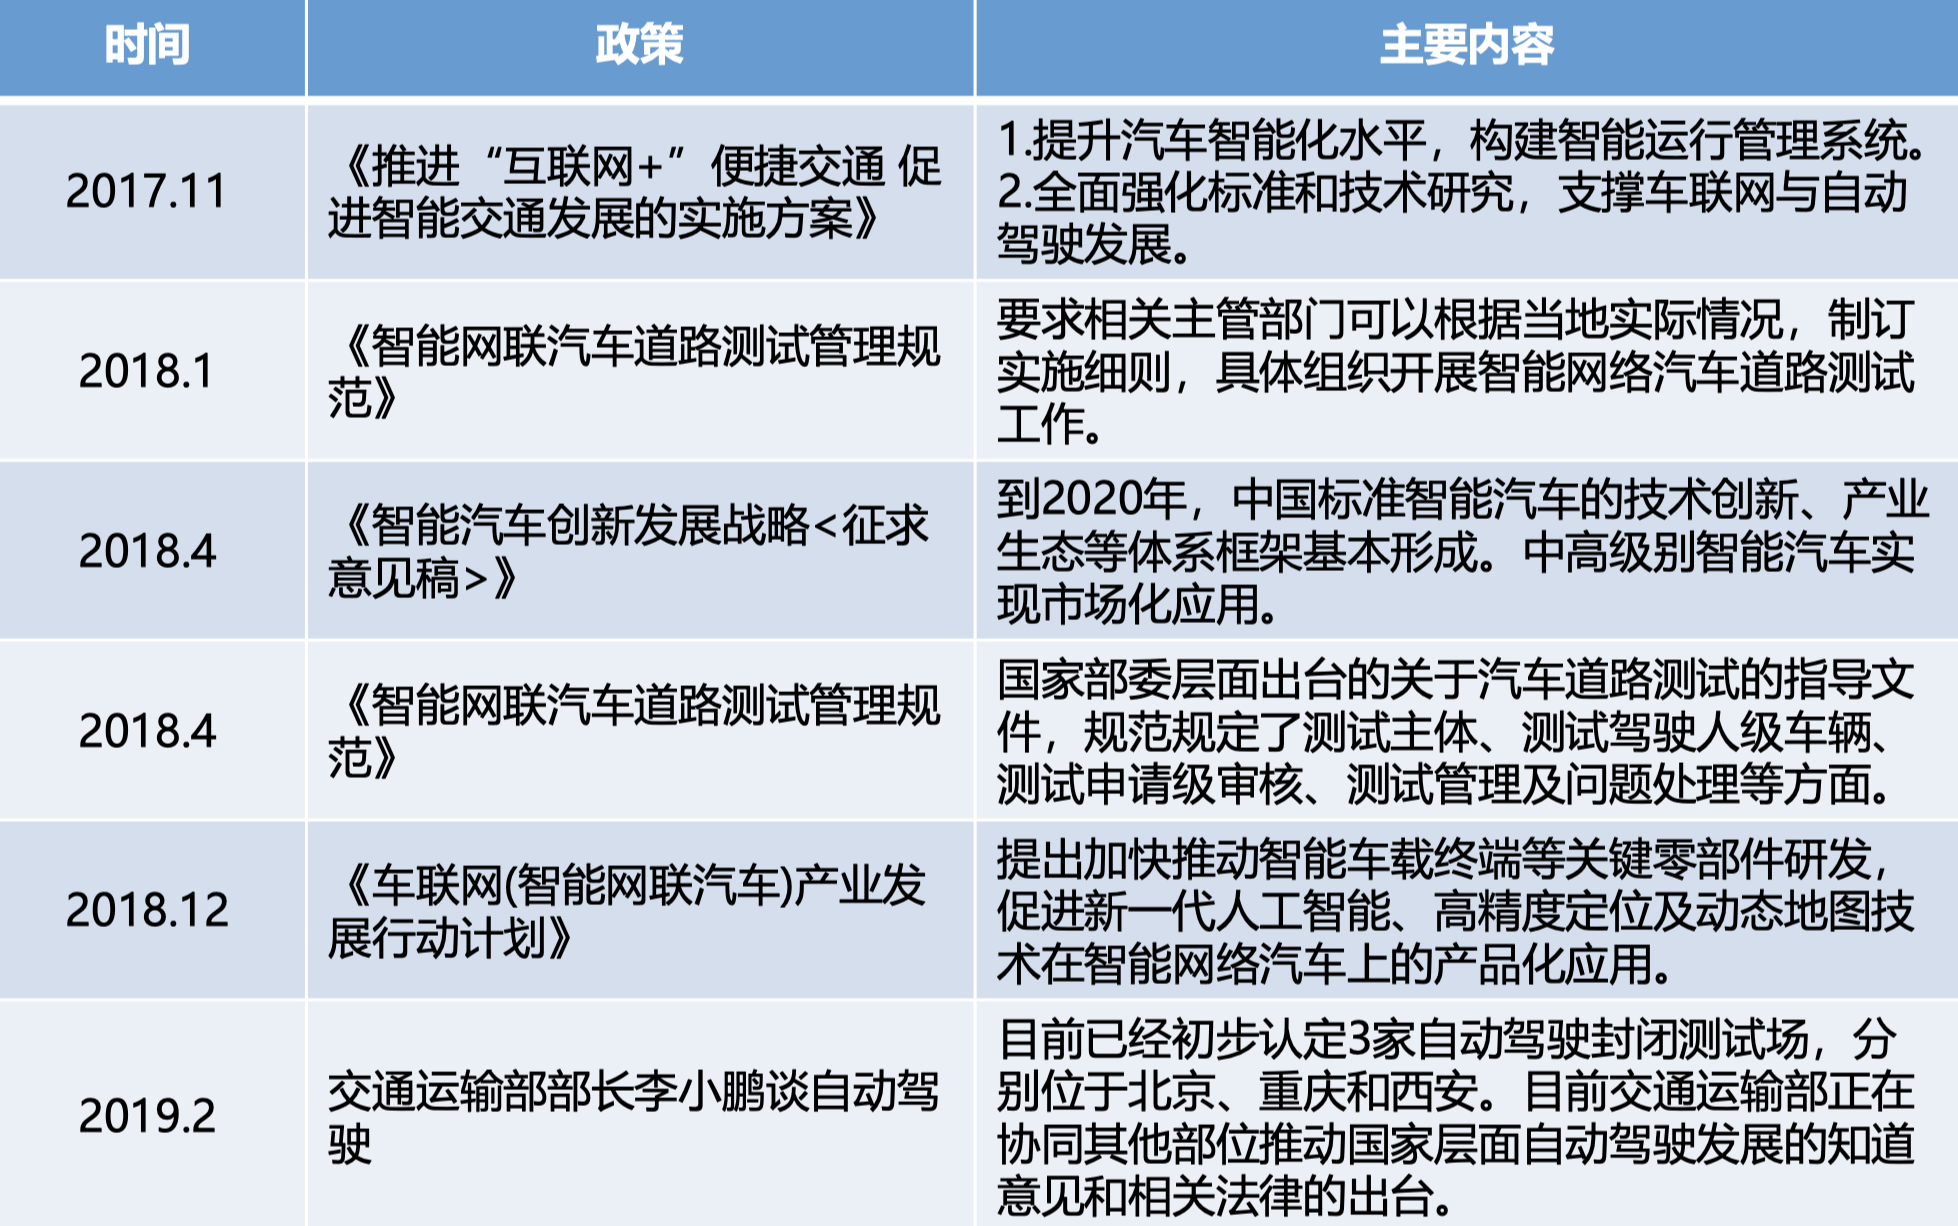 时间
政策
主要内容
2017.11
《推进“互联网+”便捷交通 促
进智能交通发展的实施方案》
1.提升汽车智能化水平，构建智能运行管理系统。
2.全面强化标准和技术研究，支撑车联网与自动
驾驶发展。
2018.1
《智能网联汽车道路测试管理规
范》
要求相关主管部门可以根据当地实际情况，制订
实施细则，具体组织开展智能网络汽车道路测试
工作。
2018.4
《智能汽车创新发展战略<征求
意见稿>》
到2020年，中国标准智能汽车的技术创新、产业
生态等体系框架基本形成。中高级别智能汽车实
现市场化应用。
2018.4
《智能网联汽车道路测试管理规
范》
国家部委层面出台的关于汽车道路测试的指导文
件，规范规定了测试主体、测试驾驶人级车辆、
测试申请级审核、测试管理及问题处理等方面。
2018.12
《车联网(智能网联汽车)产业发
展行动计划》
提出加快推动智能车载终端等关键零部件研发，
促进新一代人工智能、高精度定位及动态地图技
术在智能网络汽车上的产品化应用。
2019.2
交通运输部部长李小鹏谈自动驾
驶
目前已经初步认定3家自动驾驶封闭测试场，分
别位于北京、重庆和西安。目前交通运输部正在
协同其他部位推动国家层面自动驾驶发展的知道
意见和相关法律的出台。